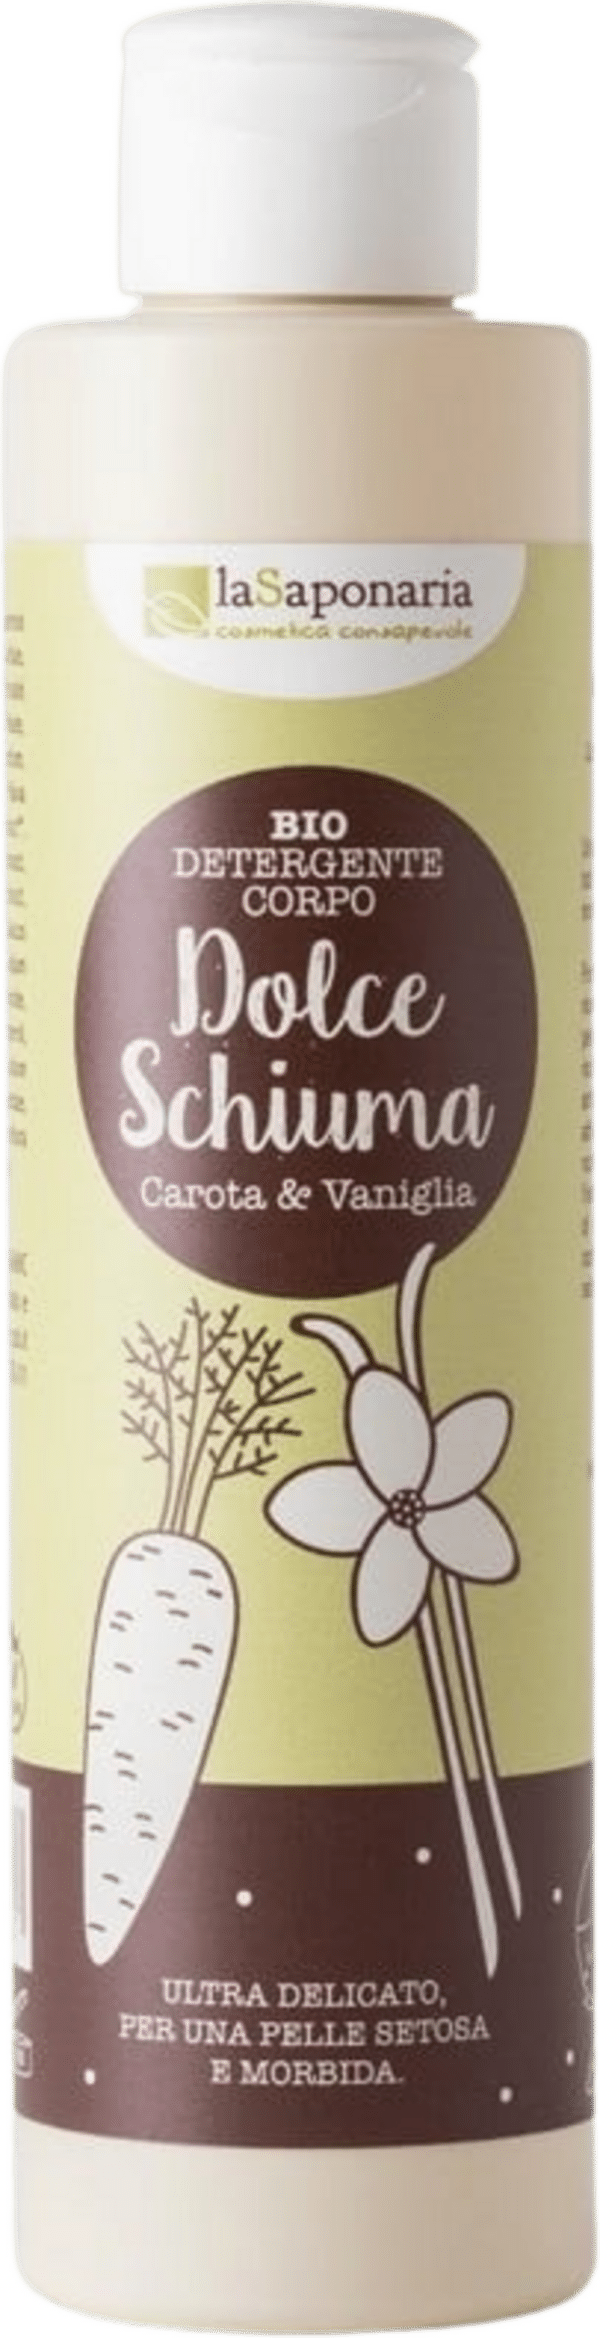 laSaponaria
cosmetica consapevole
BIO
DETERGENTE
CORPO
Dolce
Schiuma
Carota & Vaniglia
ULTRA DELICATO,
PER UNA PELLE SETOSA
E MORBIDA.